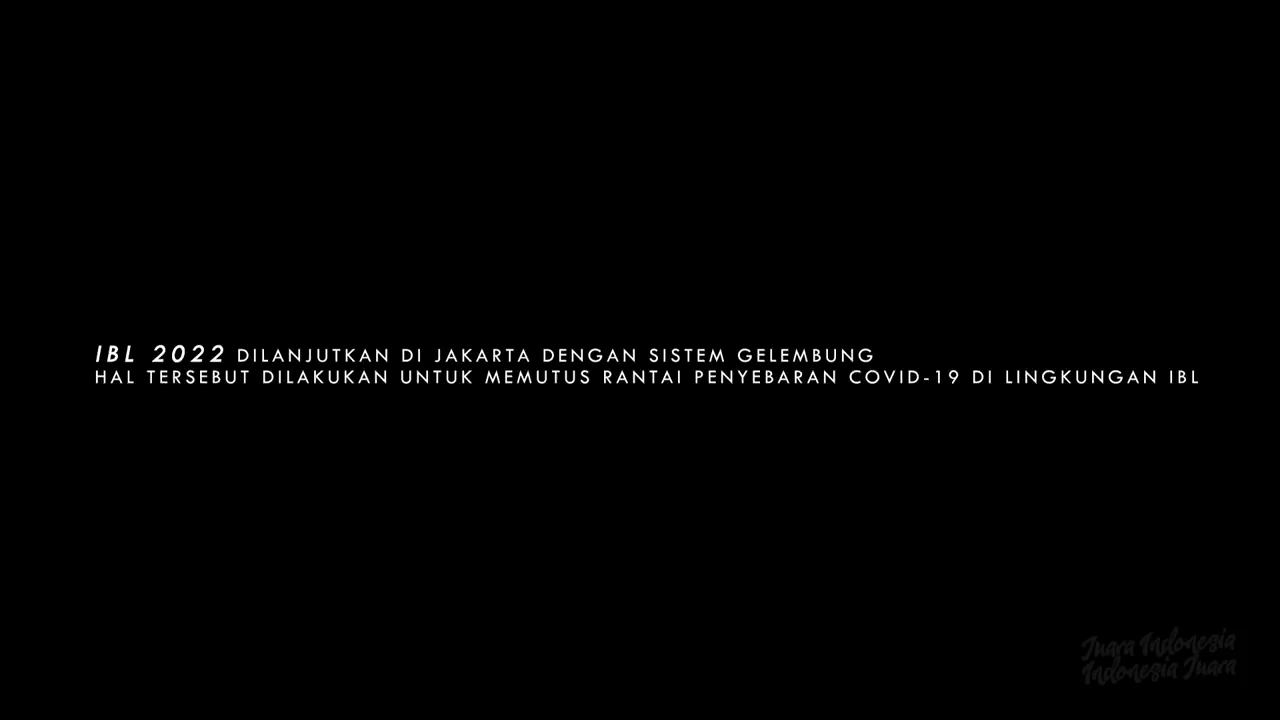 IBL 2022 DILANJUTKAN DI JAKARTA DENGAN SISTEM GELEMBUNG
HAL TERSEBUT DILAKUKAN UNTUK MEMUTUS RANTAI PENYEBARAN COVID-19 DI LINGKUNGAN IBL
Juara Indonesia
Indonesia Juara